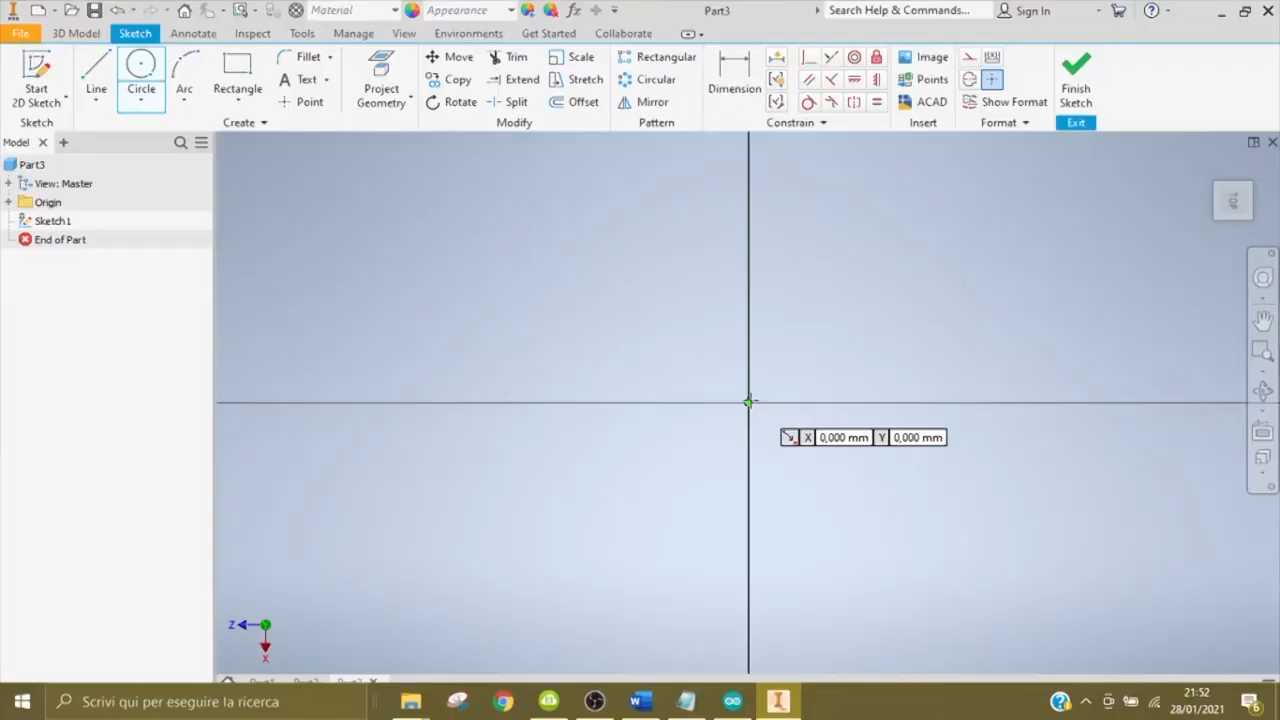 PRO
Material
Appearance
fx
Part3
Search Help & Commands...
Sign In
File
3D Model
Sketch
Annotate
Inspect
Tools
Manage
View
Environments
Get Started
Collaborate
Start
2D Sketch
Line
Circle
Arc
Rectangle
Fillet
Text
Point
Project
Geometry
Move
Copy
Rotate
Trim
Extend
Split
Scale
Stretch
Offset
Rectangular
Circular
Mirror
Dimension
Image
Points
ACAD
Show Format
Finish
Sketch
Sketch
Create
Modify
Pattern
Constrain
Insert
Format
Exit
Model
Part3
View: Master
Origin
Sketch1
End of Part
TOP
X 0,000 mm Y 0,000 mm
Z
X
Scrivi qui per eseguire la ricerca
21:52
28/01/2021
6